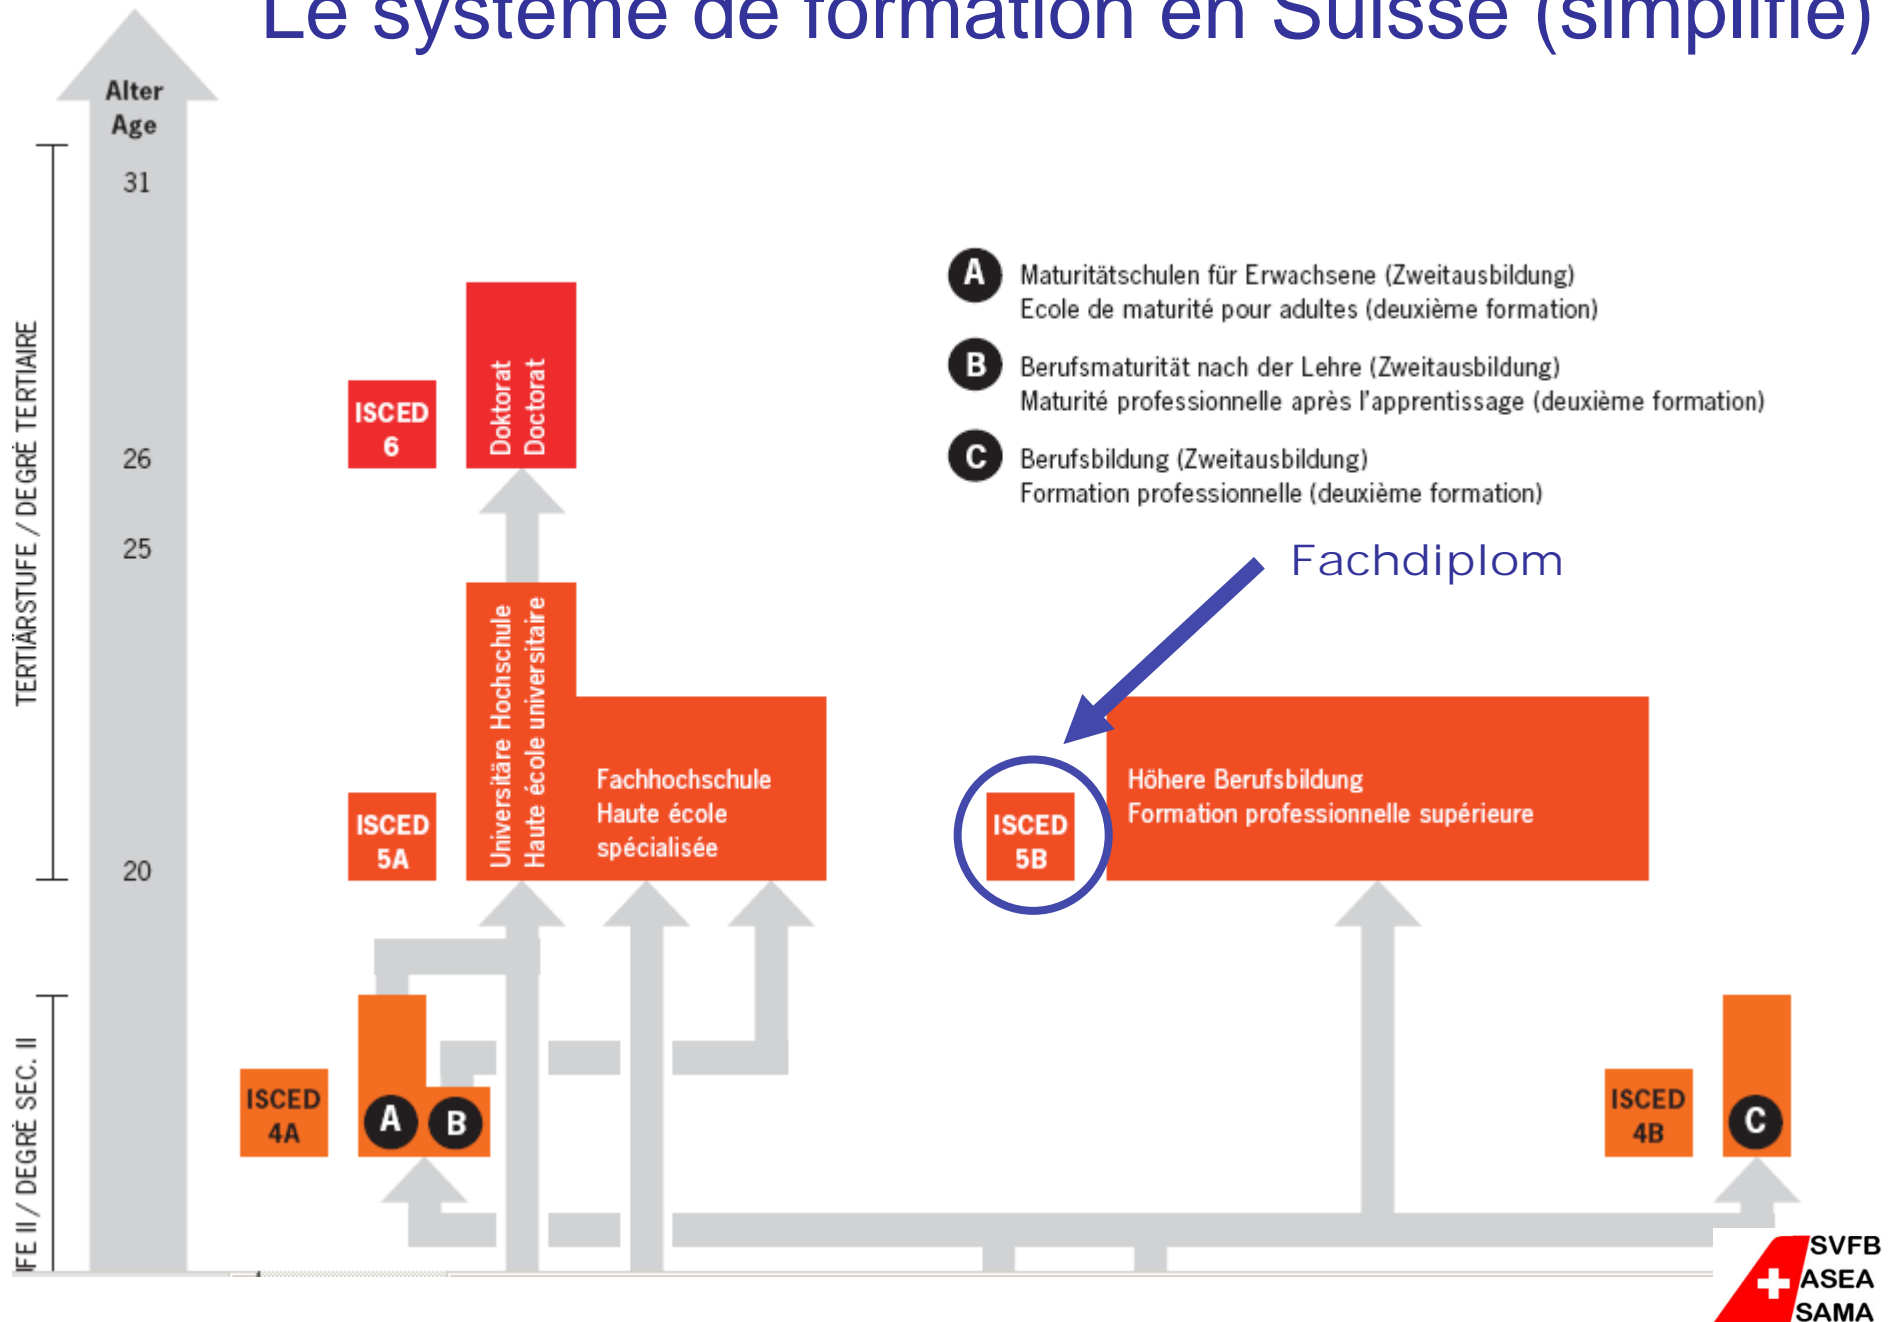 Le système de formation en Suisse (simplifié)
Alter
Age
31
26
25
20
TERTIÄRSTUFE / DEGRÉ TERTIAIRE
FE II / DEGRÉ SEC. II
A Maturitätschulen für Erwachsene (Zweitausbildung)
Ecole de maturité pour adultes (deuxième formation)
B Berufsmaturität nach der Lehre (Zweitausbildung)
Maturité professionnelle après l'apprentissage (deuxième formation)
C Berufsbildung (Zweitausbildung)
Formation professionnelle (deuxième formation)
Fachdiplom
ISCED
6
Doktorat
Doctorat
ISCED
5A
Universitäre Hochschule
Haute école universitaire
Fachhochschule
Haute école
spécialisée
ISCED
5B
Höhere Berufsbildung
Formation professionnelle supérieure
ISCED
4A
A
B
ISCED
4B
C
SVFB
ASEA
SAMA